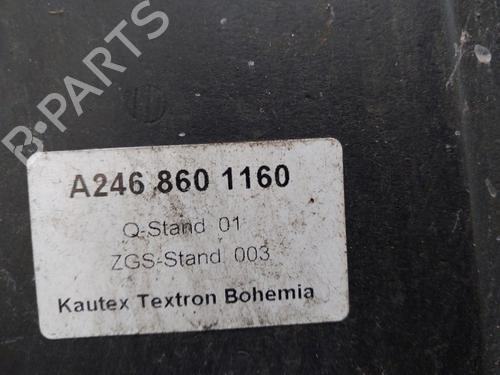 B-PARTS
A246 860 1160
Q-Stand 01
ZGS-Stand 003
Kautex Textron Bohemia